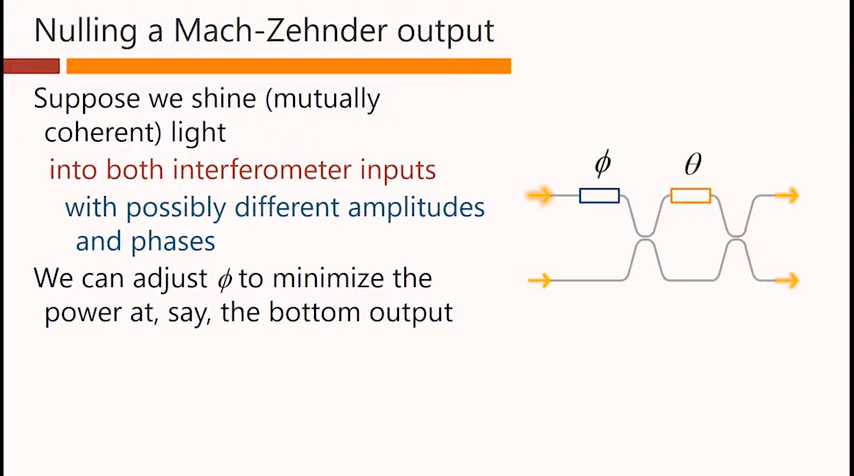 Nulling a Mach-Zehnder output
Suppose we shine (mutually
coherent) light
into both interferometer inputs
with possibly different amplitudes
and phases
We can adjust ϕ to minimize the
power at, say, the bottom output
ϕ θ